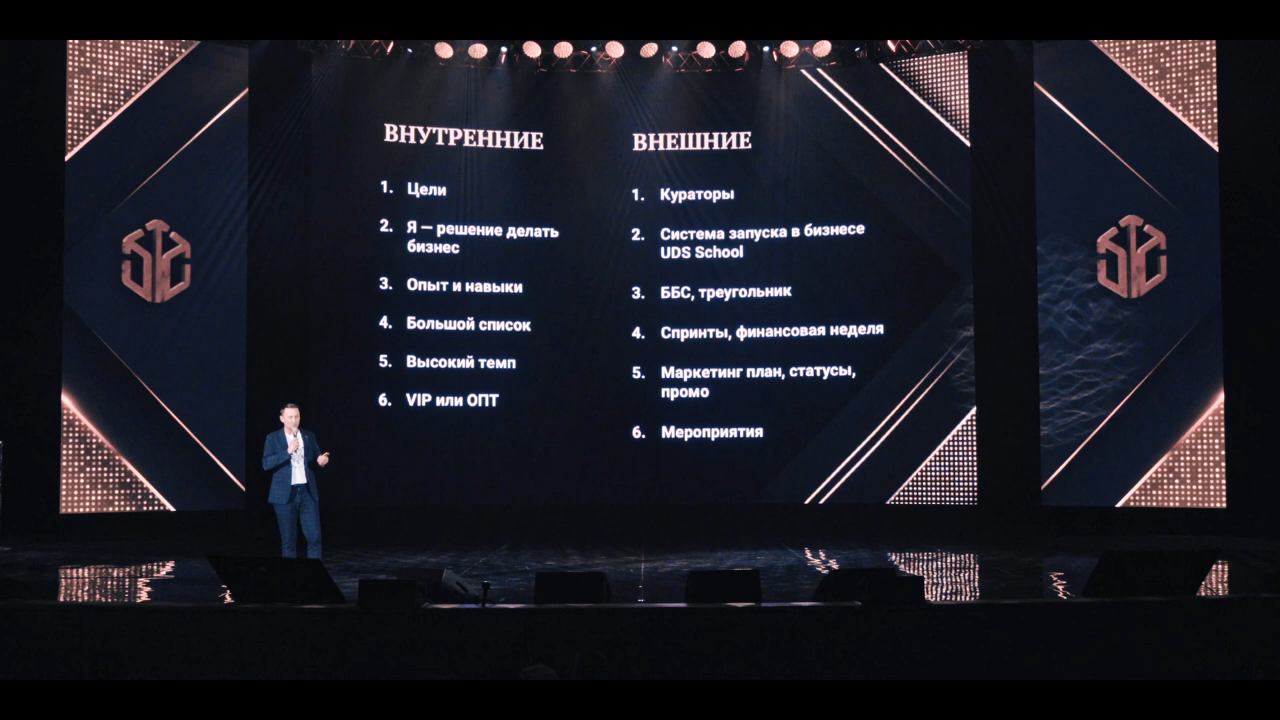 ВНУТРЕННИЕ
1. Цели
2. Я — решение делать
бизнес
3. Опыт и навыки
4. Большой список
5. Высокий темп
6. VIP или ОПТ
ВНЕШНИЕ
1. Кураторы
2. Система запуска в бизнесе
UDS School
3. ББС, треугольник
4. Спринты, финансовая неделя
5. Маркетинг план, статусы,
промо
6. Мероприятия